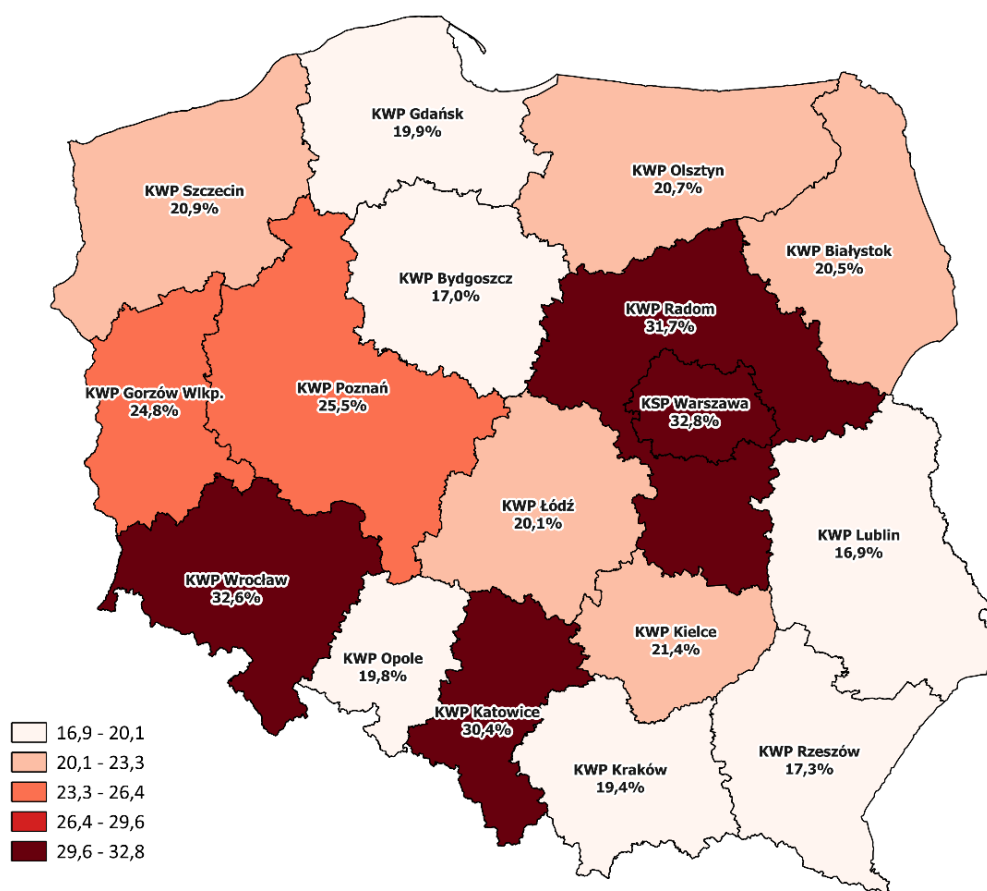 KWP Gdańsk
19,9%
KWP Olsztyn
20,7%
KWP Szczecin
20,9%
KWP Białystok
20,5%
KWP Bydgoszcz
17,0%
KWP Radom
31,7%
KWP Gorzów Wlkp.
24,8%
KWP Poznań
25,5%
KSP Warszawa
32,8%
KWP Łódź
20,1%
KWP Lublin
16,9%
KWP Wrocław
32,6%
KWP Kielce
21,4%
KWP Opole
19,8%
KWP Katowice
30,4%
KWP Rzeszów
17,3%
KWP Kraków
19,4%
16,9 - 20,1
20,1 - 23,3
23,3 - 26,4
26,4 - 29,6
29,6 - 32,8